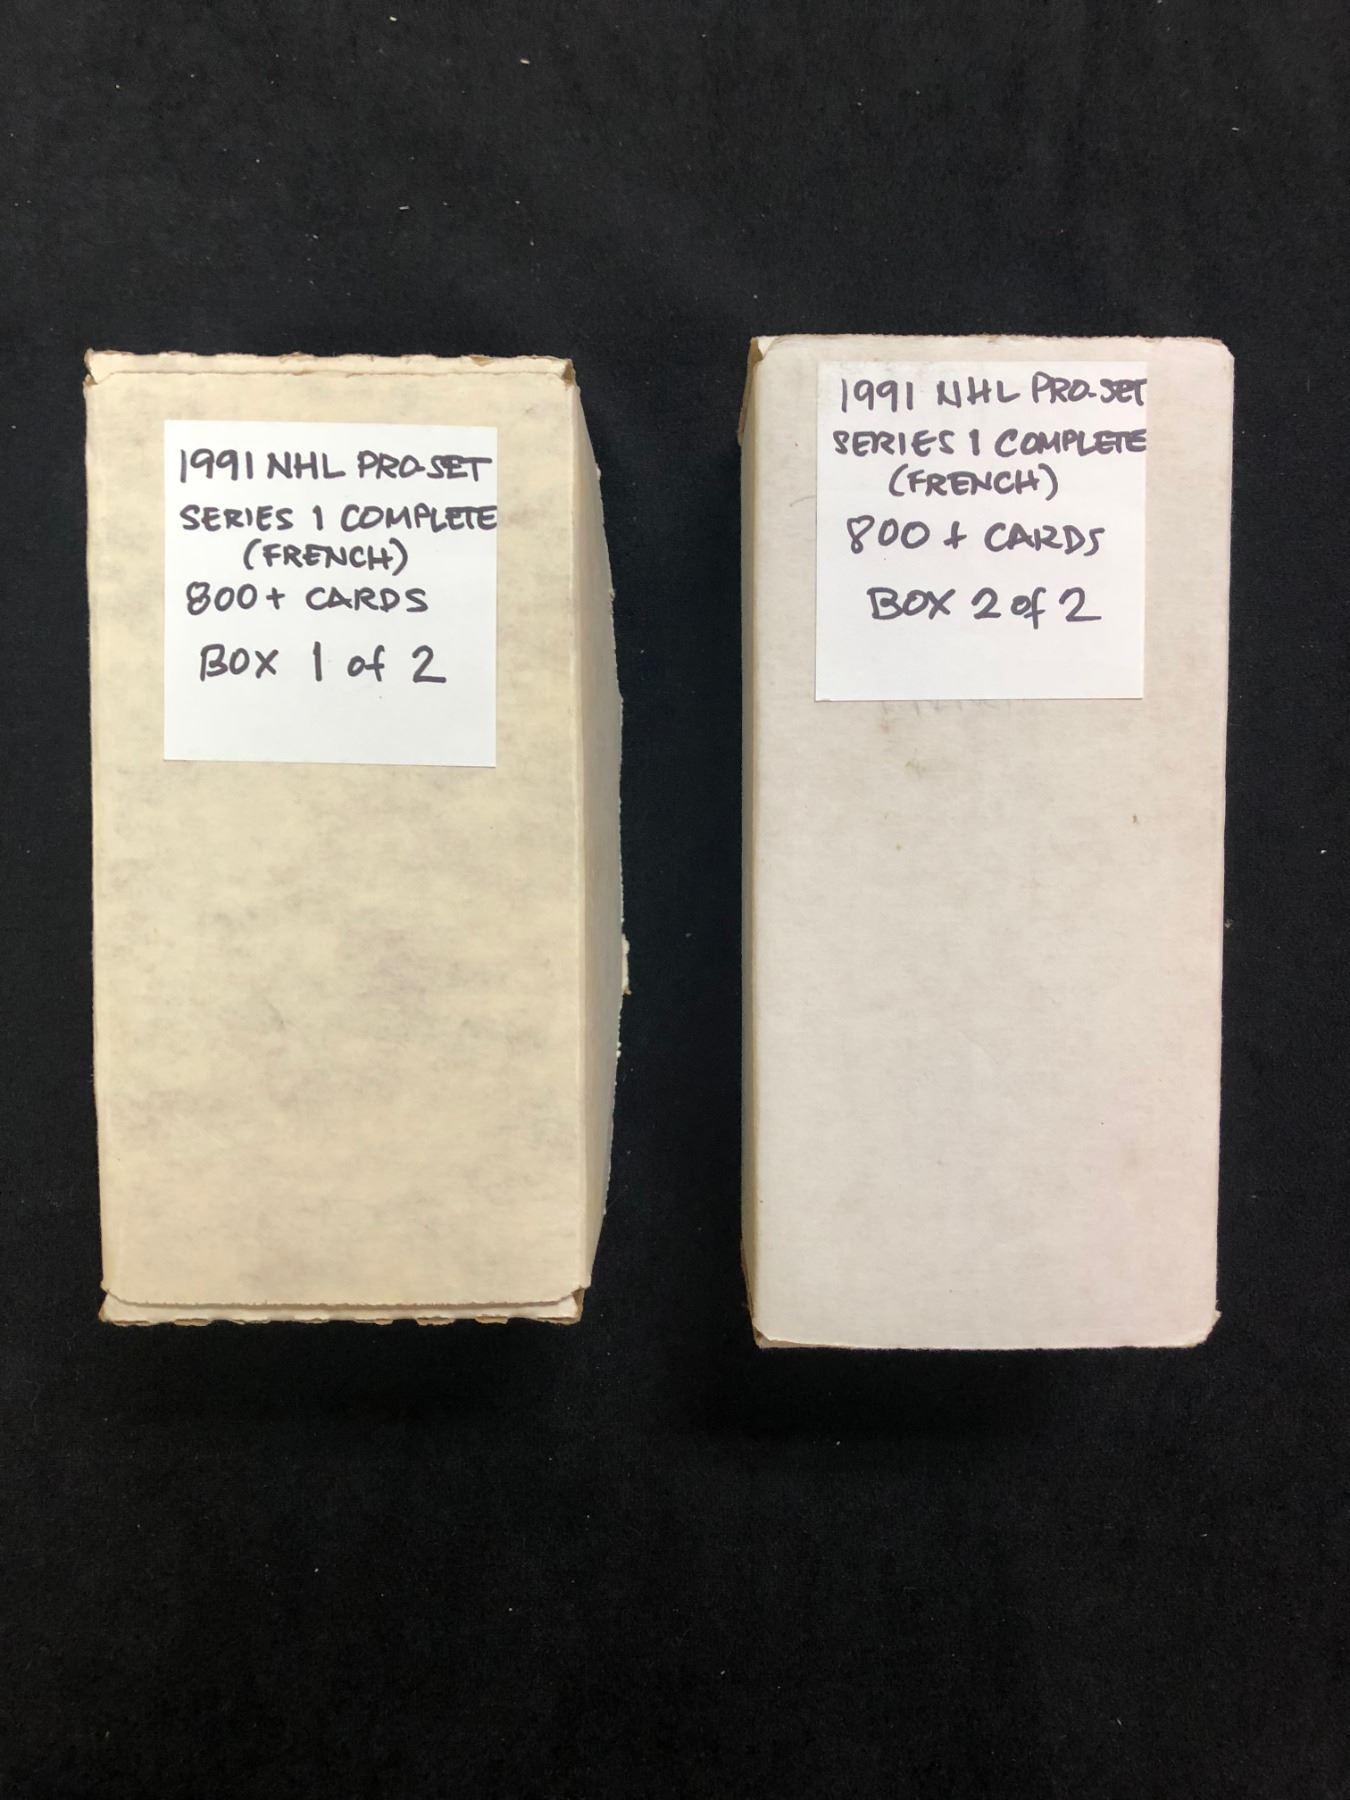 1991 NHL PRO-SET
SERIES 1 COMPLETE
(FRENCH)
800+ CARDS
BOX 1 of 2
1991 NHL PRO-SET
SERIES 1 COMPLETE
(FRENCH)
800 + CARDS
BOX 2 of 2